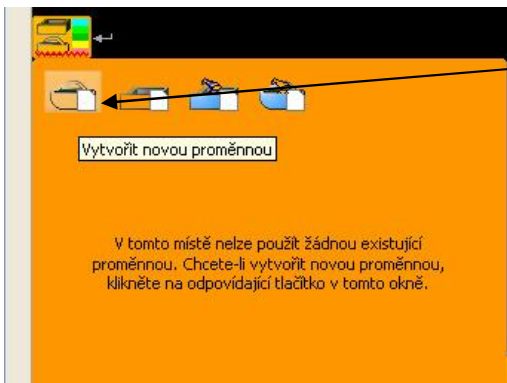 Vytvořit novou proměnnou
V tomto místě nelze použít žádnou existující
proměnnou. Chcete-li vytvořit novou proměnnou,
klikněte na odpovídající tlačítko v tomto okně.